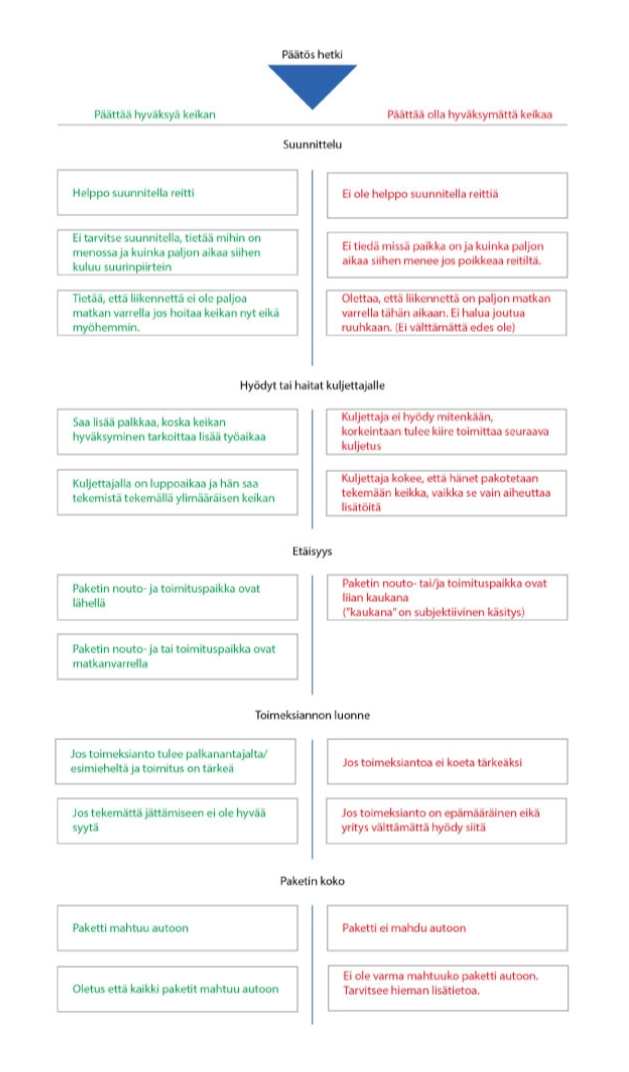 Päätös hetki
Päättää hyväksyä keikan
Päättää olla hyväksymättä keikaa
Suunnittelu
Helppo suunnitella reitti
Ei ole helppo suunnitella reittiä
Ei tarvitse suunnitella, tietää mihin on
menossa ja kuinka paljon aikaa siihen
kuluu suurinpiirtein
Ei tiedä missä paikka on ja kuinka paljon
aikaa siihen menee jos poikkeaa reitiltä.
Tietää, että liikennettä ei ole paljoa
matkan varrella jos hoitaa keikan nyt eikä
myöhemmin.
Olettaa, että liikennettä on paljon matkan
varrella tähän aikaan. Ei halua joutua
ruuhkaan. (Ei välttämättä edes ole)
Hyödyt tai haitat kuljettajalle
Saa lisää palkkaa, koska keikan
hyväksyminen tarkoittaa lisää työaikaa
Kuljettaja ei hyödy mitenkään,
korkeintaan tulee kiire toimittaa seuraava
kuljetus
Kuljettajalla on luppoaikaa ja hän saa
tekemistä tekemällä ylimääräisen keikan
Kuljettaja kokee, että hänet pakotetaan
tekemään keikka, vaikka se vain aiheuttaa
lisätöitä
Etäisyys
Paketin nouto- ja toimituspaikka ovat
lähellä
Paketin nouto- tai/ja toimituspaikka ovat
liian kaukana
("kaukana" on subjektiivinen käsitys)
Paketin nouto- ja tai toimituspaikka ovat
matkanvarrella
Toimeksiannon luonne
Jos toimeksianto tulee palkanantajalta/
esimieheltä ja toimitus on tärkeä
Jos toimeksiantoa ei koeta tärkeäksi
Jos tekemättä jättämiseen ei ole hyvää
syytä
Jos toimeksianto on epämääräinen eikä
yritys välttämättä hyödy siitä
Paketin koko
Paketti mahtuu autoon
Paketti ei mahdu autoon
Oletus että kaikki paketit mahtuu autoon
Ei ole varma mahtuuko paketti autoon.
Tarvitsee hieman lisätietoa.